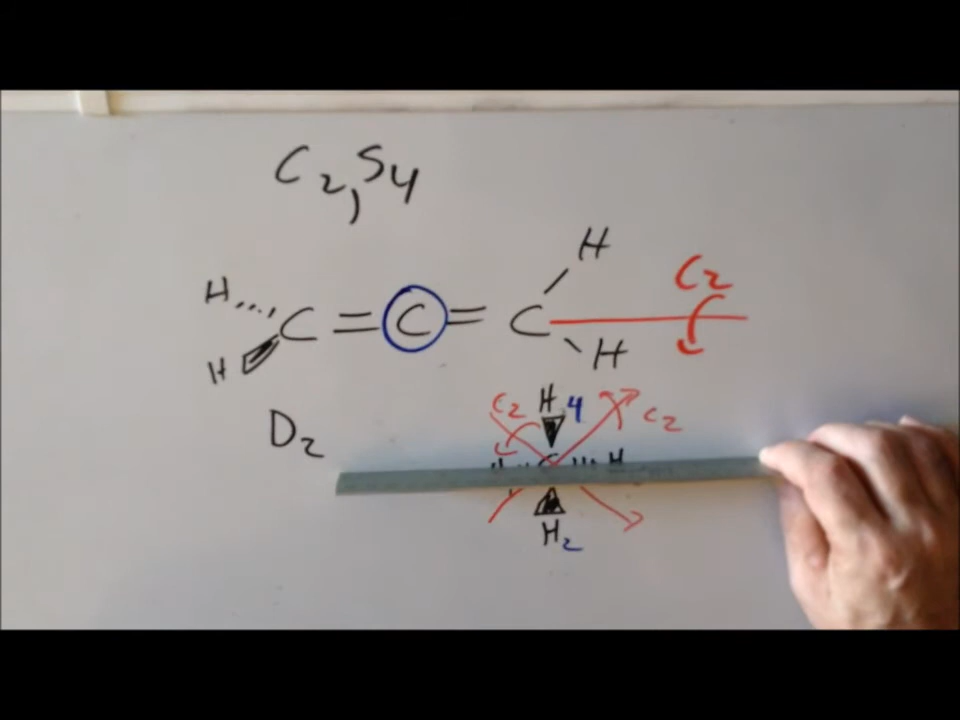 C2, S4
H
C2
H
C = C = C
H
H
D2
C2 H 4 C2
C H
H2